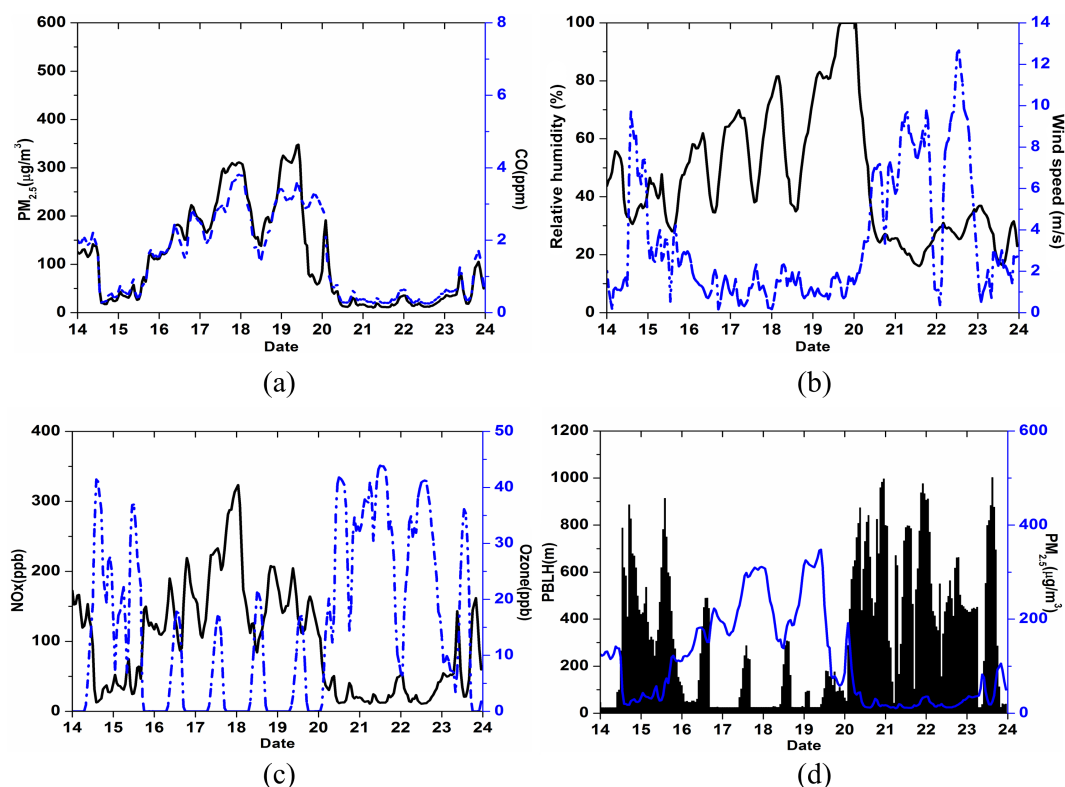 600
500
400
300
200
100
0
PM2.5(μg/m3)
8
6
4
2
0
CO(ppm)
14 15 16 17 18 19 20 21 22 23 24
Date
(a)
100
80
60
40
20
0
Relative humidity (%)
14
12
10
8
6
4
2
0
Wind speed (m/s)
14 15 16 17 18 19 20 21 22 23 24
Date
(b)
400
300
200
100
0
NOx(ppb)
50
40
30
20
10
0
Ozone(ppb)
14 15 16 17 18 19 20 21 22 23 24
Date
(c)
1200
1000
800
600
400
200
0
PBLH(m)
600
400
200
0
PM2.5(μg/m3)
14 15 16 17 18 19 20 21 22 23 24
Date
(d)